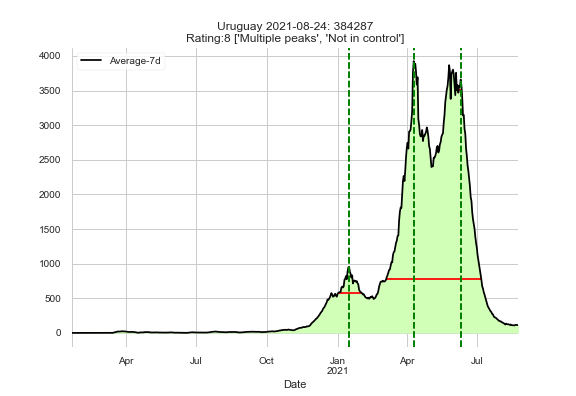 Uruguay 2021-08-24: 384287
Rating:8 ['Multiple peaks', 'Not in control']
Average-7d
4000
3500
3000
2500
2000
1500
1000
500
0
Apr Jul Oct Jan Apr Jul
2021
Date